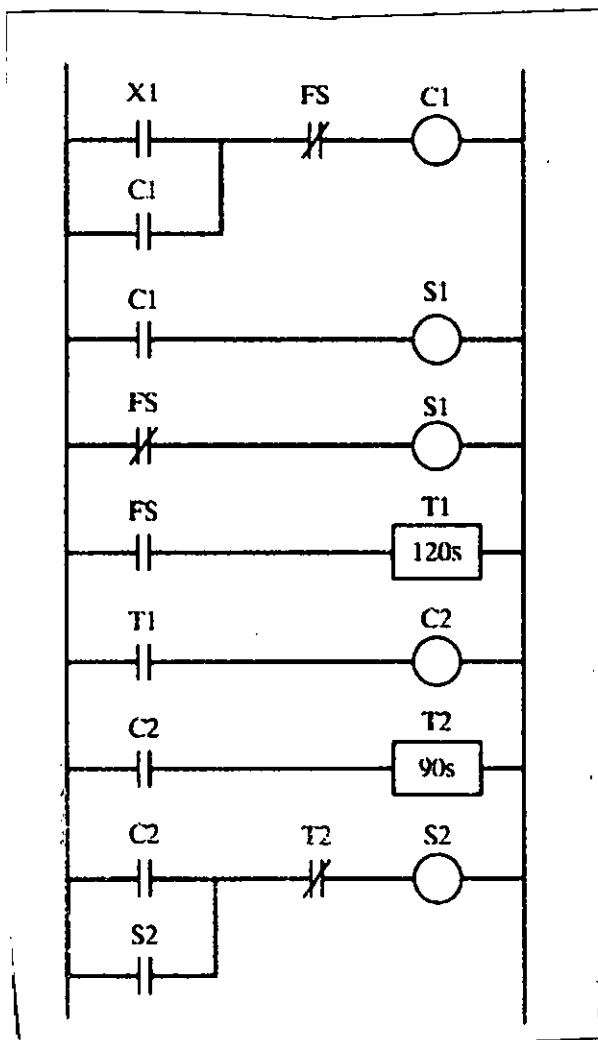 X1 FS C1
C1
C1 S1
FS S1
FS T1
120s
T1 C2
C2 T2
90s
C2 T2 S2
S2